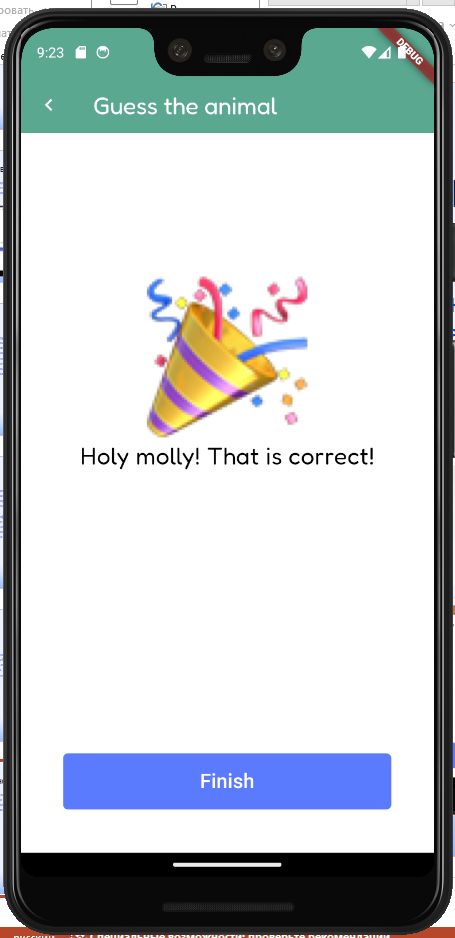 9:23
DEBUG
Guess the animal
Holy molly! That is correct!
Finish